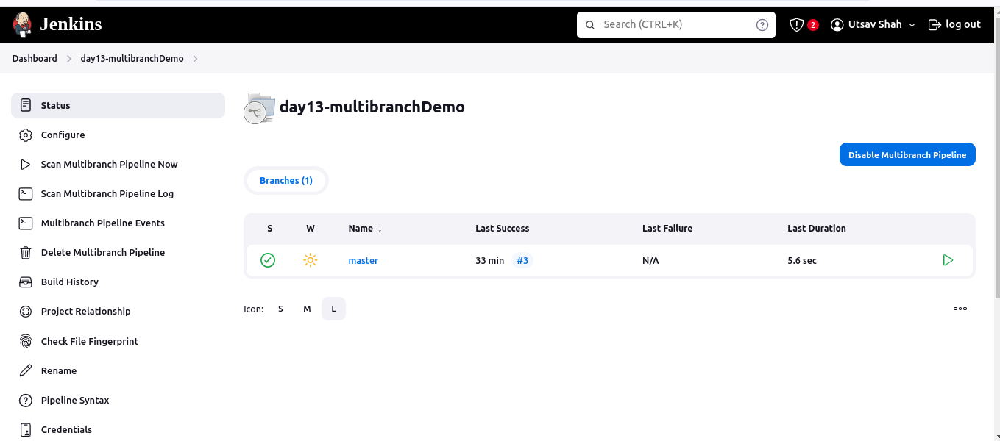 Jenkins
Search (CTRL+K)
2
Utsav Shah
log out
Dashboard
day13-multibranchDemo
Status
Configure
Scan Multibranch Pipeline Now
Scan Multibranch Pipeline Log
Multibranch Pipeline Events
Delete Multibranch Pipeline
Build History
Project Relationship
Check File Fingerprint
Rename
Pipeline Syntax
Credentials
day13-multibranchDemo
Disable Multibranch Pipeline
Branches (1)
S W Name ↓ Last Success Last Failure Last Duration
master 33 min #3 N/A 5.6 sec
Icon: S M L